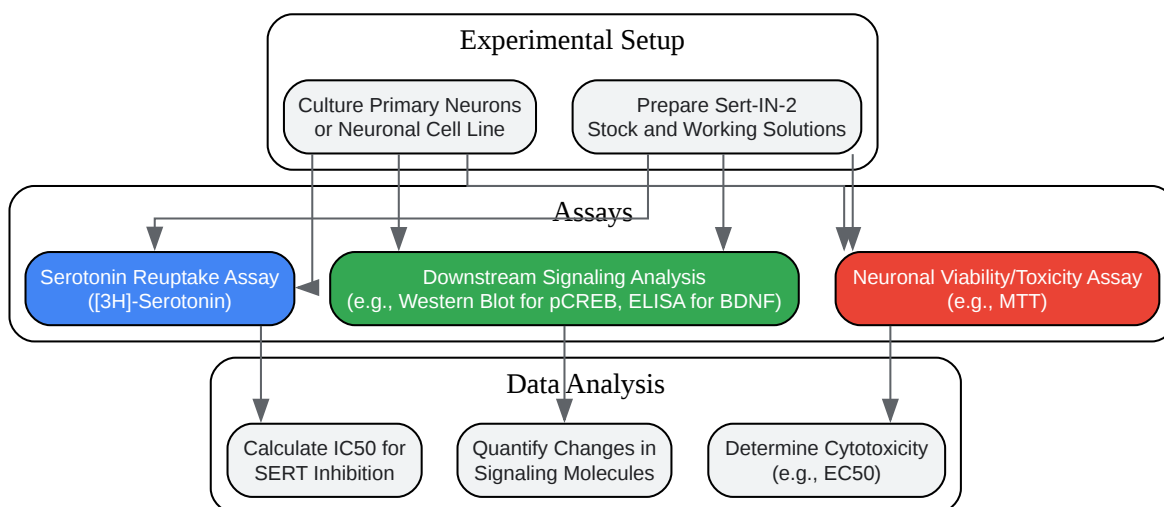 Experimental Setup
Culture Primary Neurons
or Neuronal Cell Line
Prepare Sert-IN-2
Stock and Working Solutions
Assays
Serotonin Reuptake Assay
([3H]-Serotonin)
Downstream Signaling Analysis
(e.g., Western Blot for pCREB, ELISA for BDNF)
Neuronal Viability/Toxicity Assay
(e.g., MTT)
Data Analysis
Calculate IC50 for
SERT Inhibition
Quantify Changes in
Signaling Molecules
Determine Cytotoxicity
(e.g., EC50)